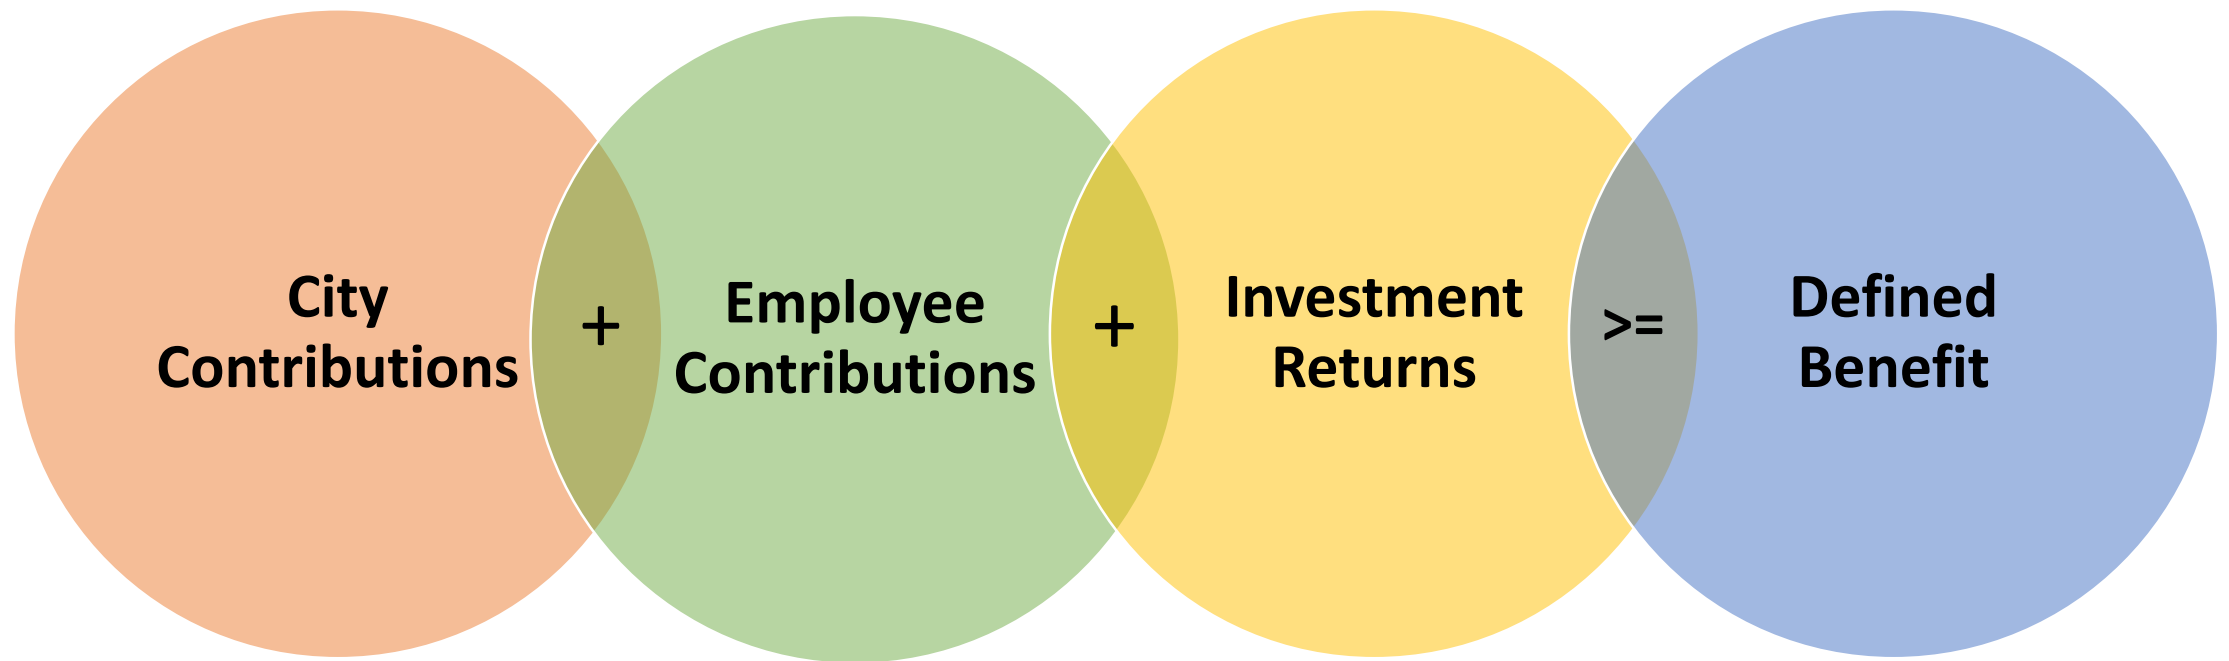 City
Contributions
+
Employee
Contributions
+
Investment
Returns
>=
Defined
Benefit